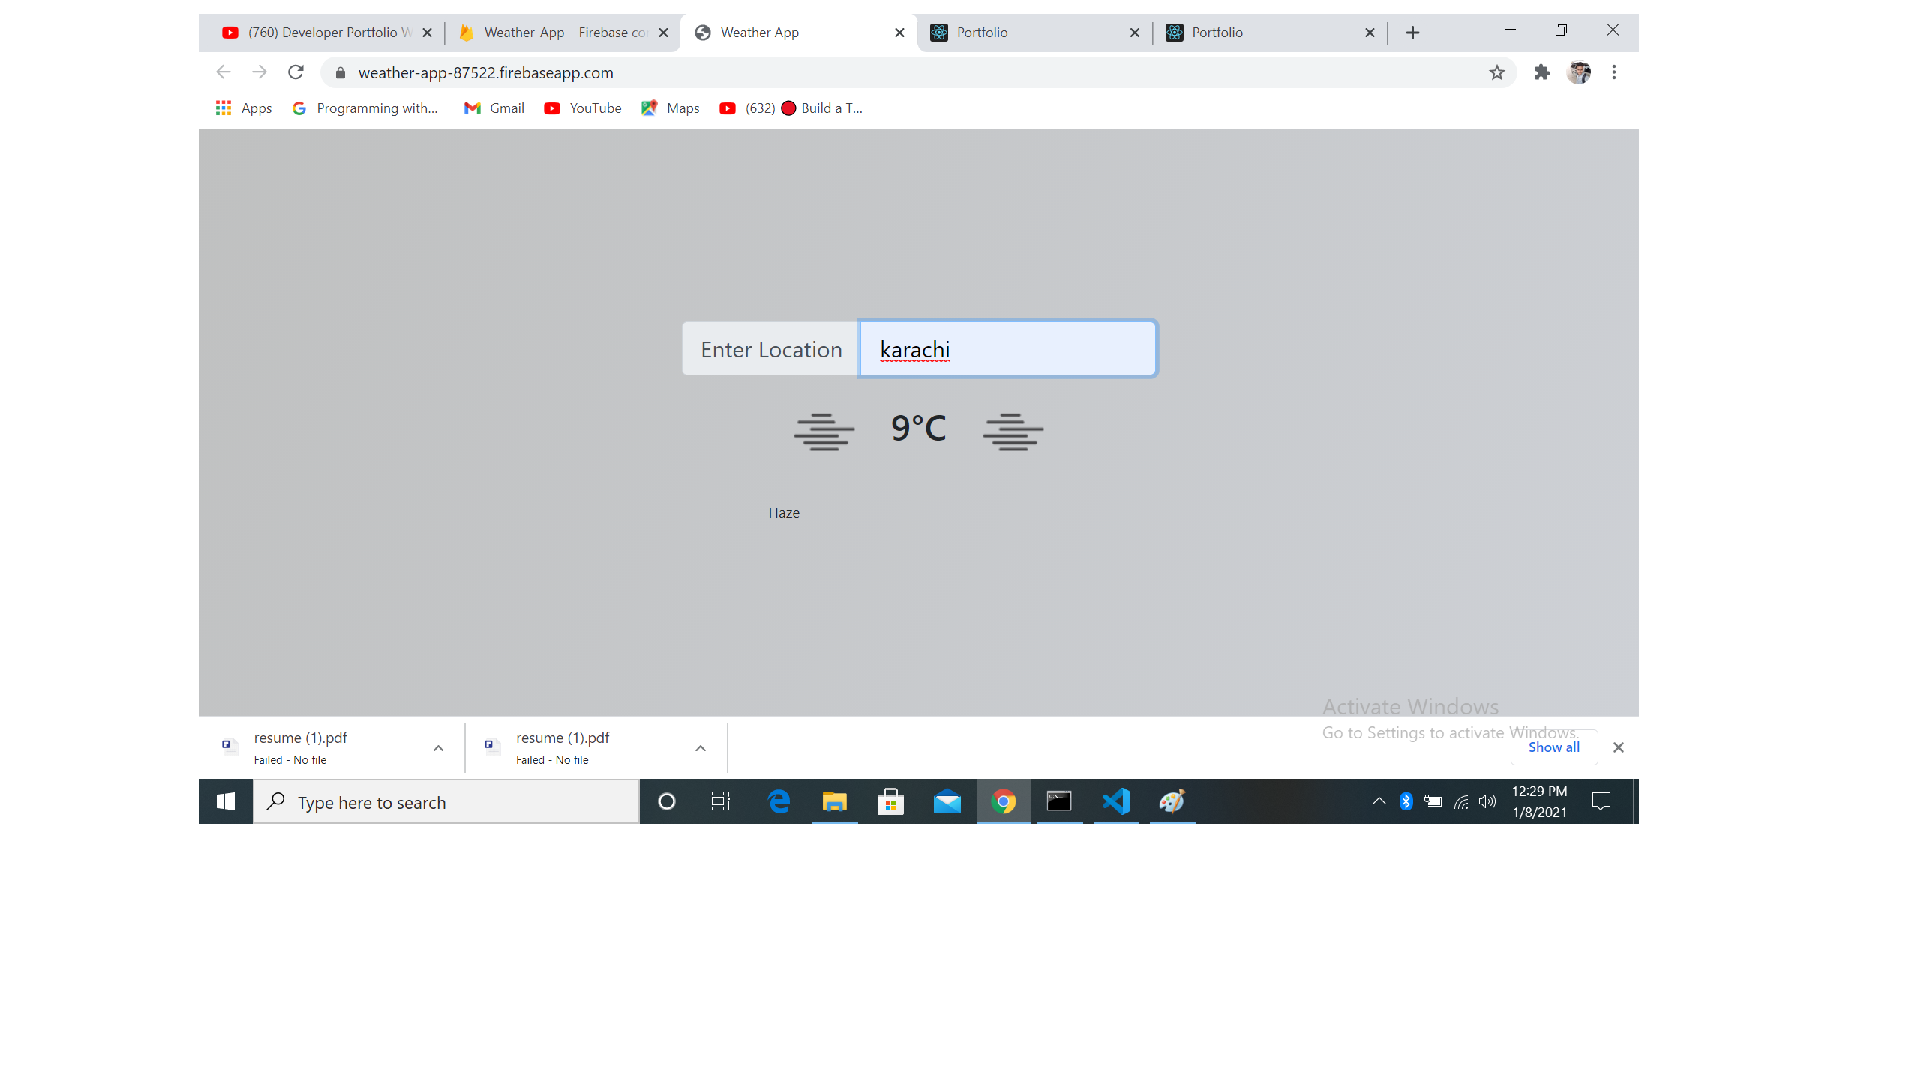 (760) Developer Portfolio W
Weather App - Firebase co
Weather App
Portfolio
Portfolio
weather-app-87522.firebaseapp.com
Apps
Programming with...
Gmail
YouTube
Maps
(632) Build a T...
Enter Location
karachi
9°C
Haze
Activate Windows
Go to Settings to activate Windows.
resume (1).pdf
Failed - No file
resume (1).pdf
Failed - No file
Show all
Type here to search
12:29 PM
1/8/2021